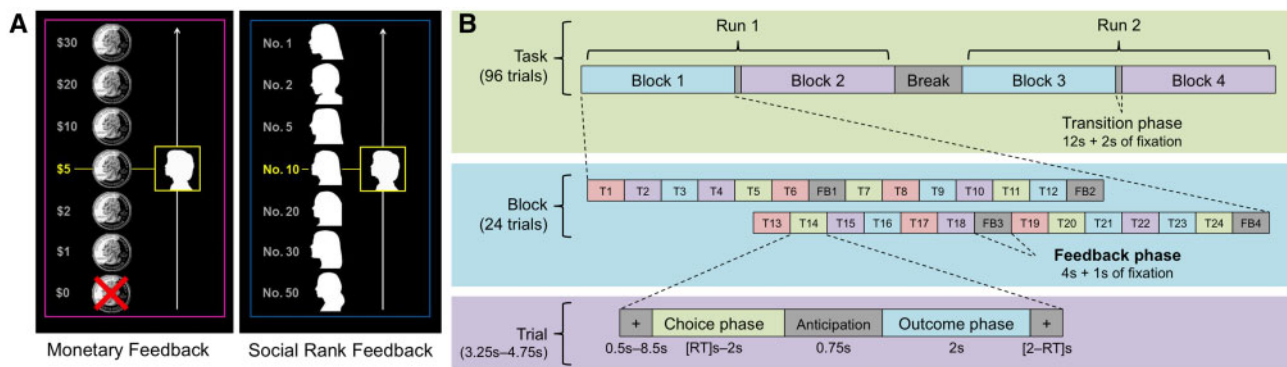 A
$30
$20
$10
$5
$2
$1
$0
Monetary Feedback
No. 1
No. 2
No. 5
No. 10
No. 20
No. 30
No. 50
Social Rank Feedback
B
Run 1
Run 2
Task
(96 trials)
Block 1
Block 2
Break
Block 3
Block 4
Transition phase
12s + 2s of fixation
Block
(24 trials)
T1 T2 T3 T4 T5 T6 FB1 T7 T8 T9 T10 T11 T12 FB2
T13 T14 T15 T16 T17 T18 FB3 T19 T20 T21 T22 T23 T24 FB4
Feedback phase
4s + 1s of fixation
Trial
(3.25s–4.75s)
+ Choice phase Anticipation Outcome phase +
0.5s–8.5s [RT]s–2s 0.75s 2s [2–RT]s